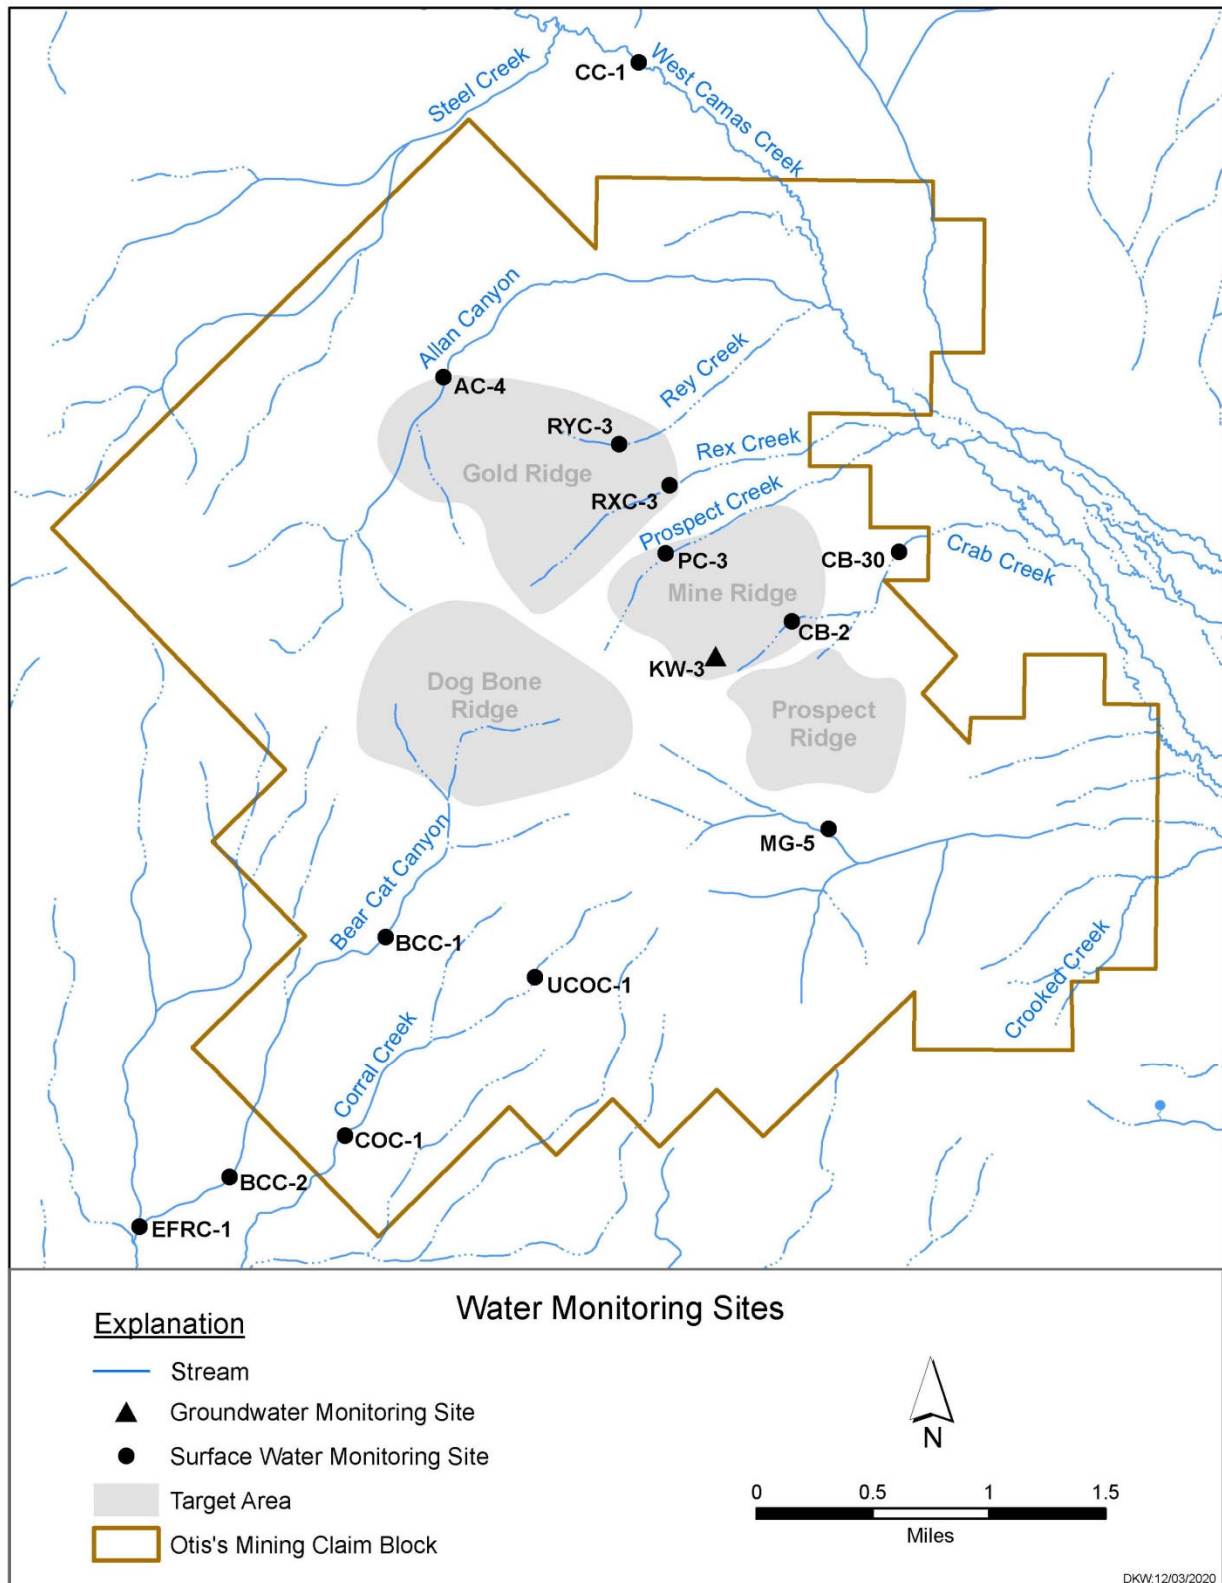 CC-1
West Camas Creek
Steel Creek
Allan Canyon
AC-4
Rey Creek
RYC-3
Rex Creek
Gold Ridge
RXC-3
Prospect Creek
PC-3
CB-30
Crab Creek
Mine Ridge
CB-2
KW-3
Dog Bone
Ridge
Prospect
Ridge
MG-5
Bear Cat Canyon
BCC-1
UCOC-1
Crooked Creek
Corral Creek
COC-1
BCC-2
EFRC-1
Water Monitoring Sites
Explanation
Stream
Groundwater Monitoring Site
Surface Water Monitoring Site
Target Area
Otis's Mining Claim Block
N
0 0.5 1 1.5
Miles
DKW:12/03/2020